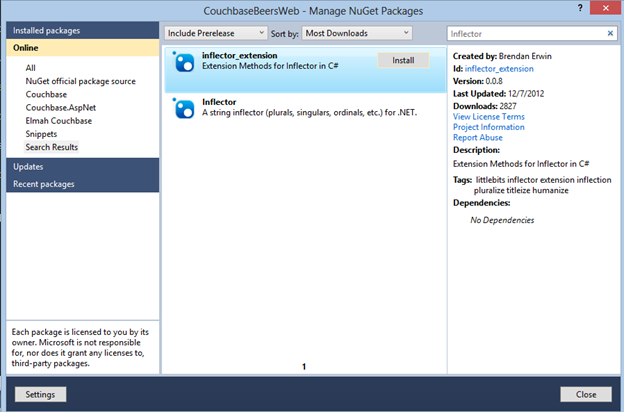 CouchbaseBeersWeb - Manage NuGet Packages
?
Installed packages
Online
All
NuGet official package source
Couchbase
Couchbase.AspNet
Elmah Couchbase
Snippets
Search Results
Updates
Recent packages
Each package is licensed to you by its
owner. Microsoft is not responsible
for, nor does it grant any licenses to,
third-party packages.
Include Prerelease Sort by: Most Downloads
inflector_extension
Extension Methods for Inflector in C#
Install
Inflector
A string inflector (plurals, singulars, ordinals, etc.) for .NET.
1
Inflector
Created by: Brendan Erwin
Id: inflector_extension
Version: 0.0.8
Last Updated: 12/7/2012
Downloads: 2827
View License Terms
Project Information
Report Abuse
Description:
Extension Methods for Inflector in C#
Tags: littlebits inflector extension inflection
pluralize titleize humanize
Dependencies:
No Dependencies
Settings
Close